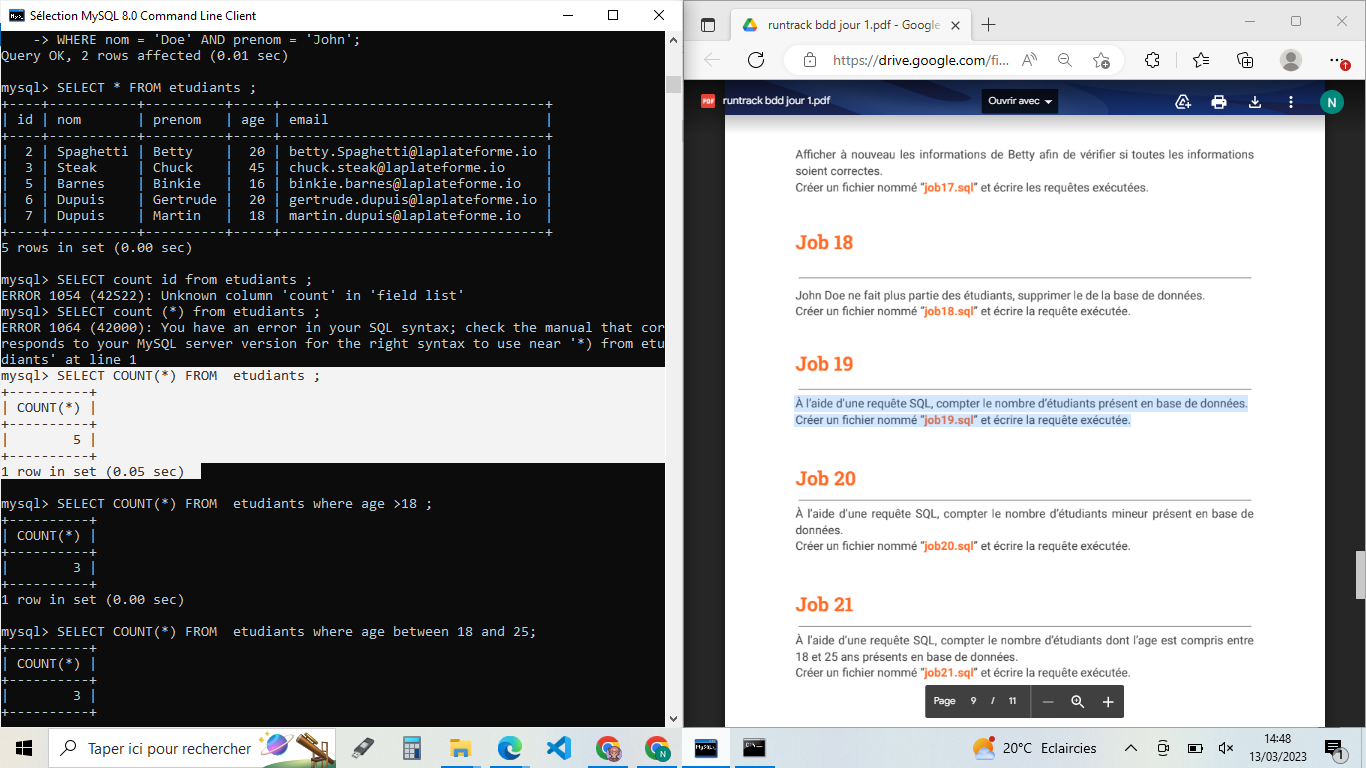 Sélection MySQL 8.0 Command Line Client
    -> WHERE nom = 'Doe' AND prenom = 'John';
Query OK, 2 rows affected (0.01 sec)
mysql> SELECT * FROM etudiants ;
+----+-----------+----------+-----+---------------------------------+
| id | nom       | prenom   | age | email                           |
+----+-----------+----------+-----+---------------------------------+
|  2 | Spaghetti | Betty    |  20 | betty.Spaghetti@laplateforme.io |
|  3 | Steak     | Chuck    |  45 | chuck.steak@laplateforme.io     |
|  5 | Barnes    | Binkie   |  16 | binkie.barnes@laplateforme.io   |
|  6 | Dupuis    | Gertrude |  20 | gertrude.dupuis@laplateforme.io |
|  7 | Dupuis    | Martin   |  18 | martin.dupuis@laplateforme.io   |
+----+-----------+----------+-----+---------------------------------+
5 rows in set (0.00 sec)
mysql> SELECT count id from etudiants ;
ERROR 1054 (42S22): Unknown column 'count' in 'field list'
mysql> SELECT count (*) from etudiants ;
ERROR 1064 (42000): You have an error in your SQL syntax; check the manual that cor
responds to your MySQL server version for the right syntax to use near '*) from etu
diants' at line 1
mysql> SELECT COUNT(*) FROM  etudiants ;
+----------+
| COUNT(*) |
+----------+
|        5 |
+----------+
1 row in set (0.05 sec)
mysql> SELECT COUNT(*) FROM  etudiants where age >18 ;
+----------+
| COUNT(*) |
+----------+
|        3 |
+----------+
1 row in set (0.00 sec)
mysql> SELECT COUNT(*) FROM  etudiants where age between 18 and 25;
+----------+
| COUNT(*) |
+----------+
|        3 |
+----------+
runtrack bdd jour 1.pdf - Google
https://drive.google.com/fi...
PDF runtrack bdd jour 1.pdf
Ouvrir avec
N
Afficher à nouveau les informations de Betty afin de vérifier si toutes les informations
soient correctes.
Créer un fichier nommé “job17.sql” et écrire les requêtes exécutées.
Job 18
John Doe ne fait plus partie des étudiants, supprimer le de la base de données.
Créer un fichier nommé “job18.sql” et écrire la requête exécutée.
Job 19
À l’aide d’une requête SQL, compter le nombre d’étudiants présent en base de données.
Créer un fichier nommé “job19.sql” et écrire la requête exécutée.
Job 20
À l’aide d’une requête SQL, compter le nombre d’étudiants mineur présent en base de
données.
Créer un fichier nommé “job20.sql” et écrire la requête exécutée.
Job 21
À l’aide d’une requête SQL, compter le nombre d’étudiants dont l’age est compris entre
18 et 25 ans présents en base de données.
Créer un fichier nommé “job21.sql” et écrire la requête exécutée.
Page 9 / 11
Taper ici pour rechercher
20°C Eclaircies
14:48
13/03/2023
1